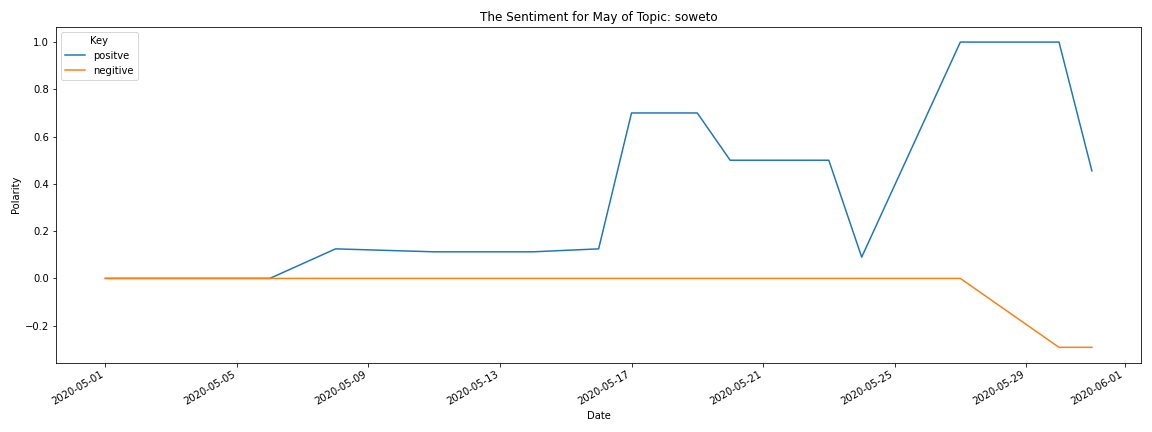 The Sentiment for May of Topic: soweto
Key
positve
negitive
1.0
0.8
0.6
0.4
0.2
0.0
−0.2
Polarity
2020-05-01
2020-05-05
2020-05-09
2020-05-13
2020-05-17
2020-05-21
2020-05-25
2020-05-29
2020-06-01
Date